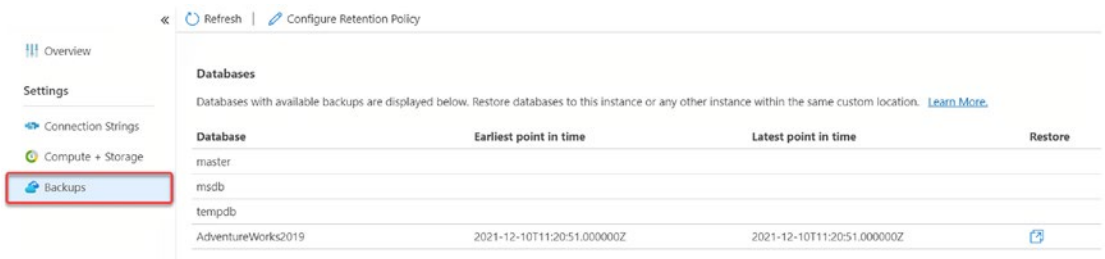 «
Refresh | Configure Retention Policy
Overview
Settings
Connection Strings
Compute + Storage
Backups
Databases
Databases with available backups are displayed below. Restore databases to this instance or any other instance within the same custom location. Learn More.
Database Earliest point in time Latest point in time Restore
master
msdb
tempdb
AdventureWorks2019 2021-12-10T11:20:51.000000Z 2021-12-10T11:20:51.000000Z